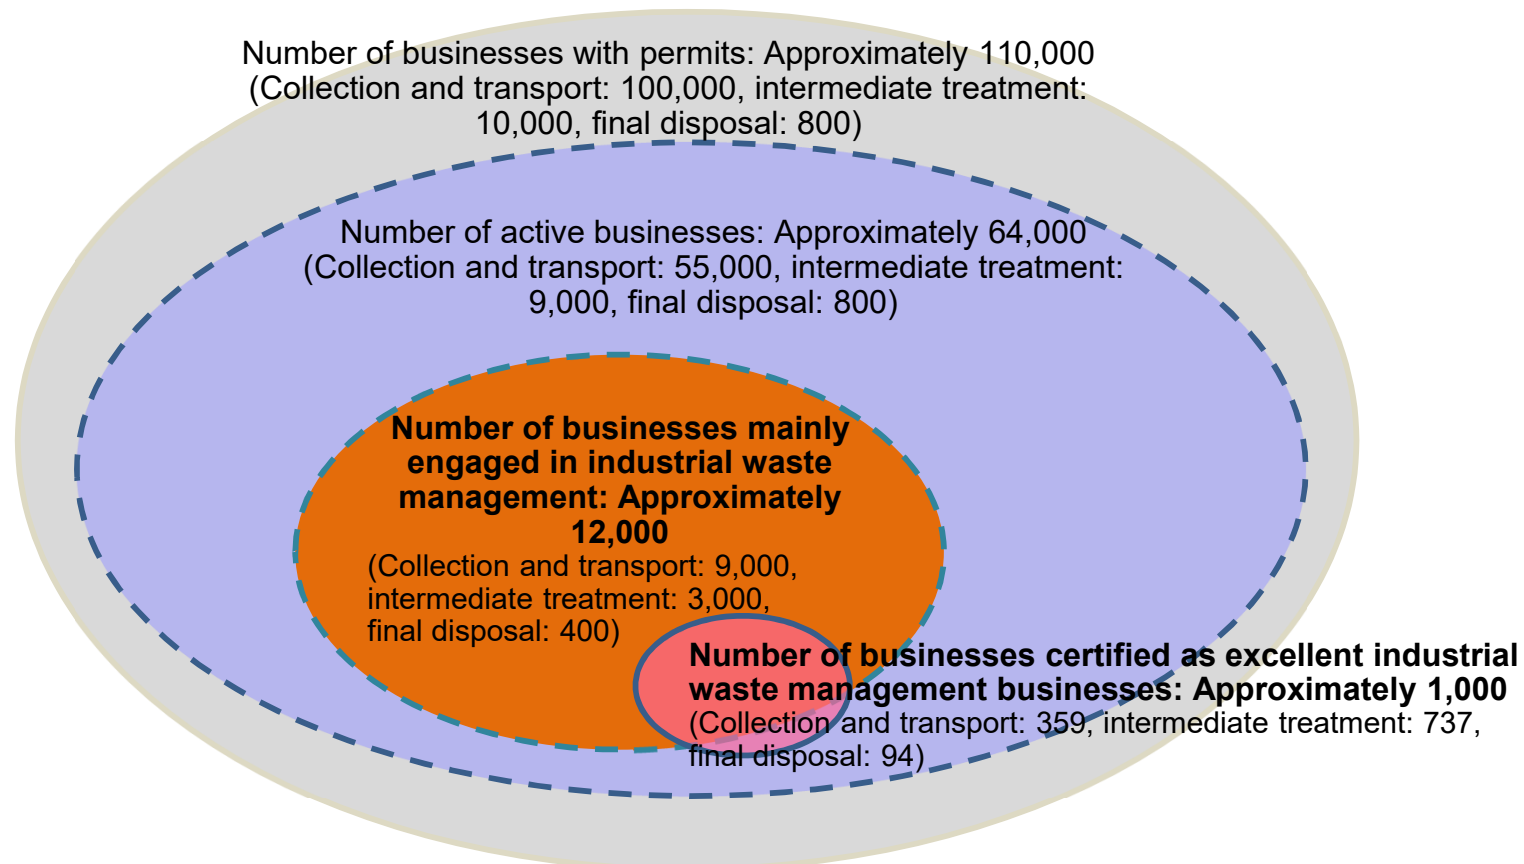 Number of businesses with permits: Approximately 110,000
(Collection and transport: 100,000, intermediate treatment:
10,000, final disposal: 800)
Number of active businesses: Approximately 64,000
(Collection and transport: 55,000, intermediate treatment:
9,000, final disposal: 800)
Number of businesses mainly
engaged in industrial waste
management: Approximately
12,000
(Collection and transport: 9,000,
intermediate treatment: 3,000,
final disposal: 400)
Number of businesses certified as excellent industrial
waste management businesses: Approximately 1,000
(Collection and transport: 359, intermediate treatment: 737,
final disposal: 94)